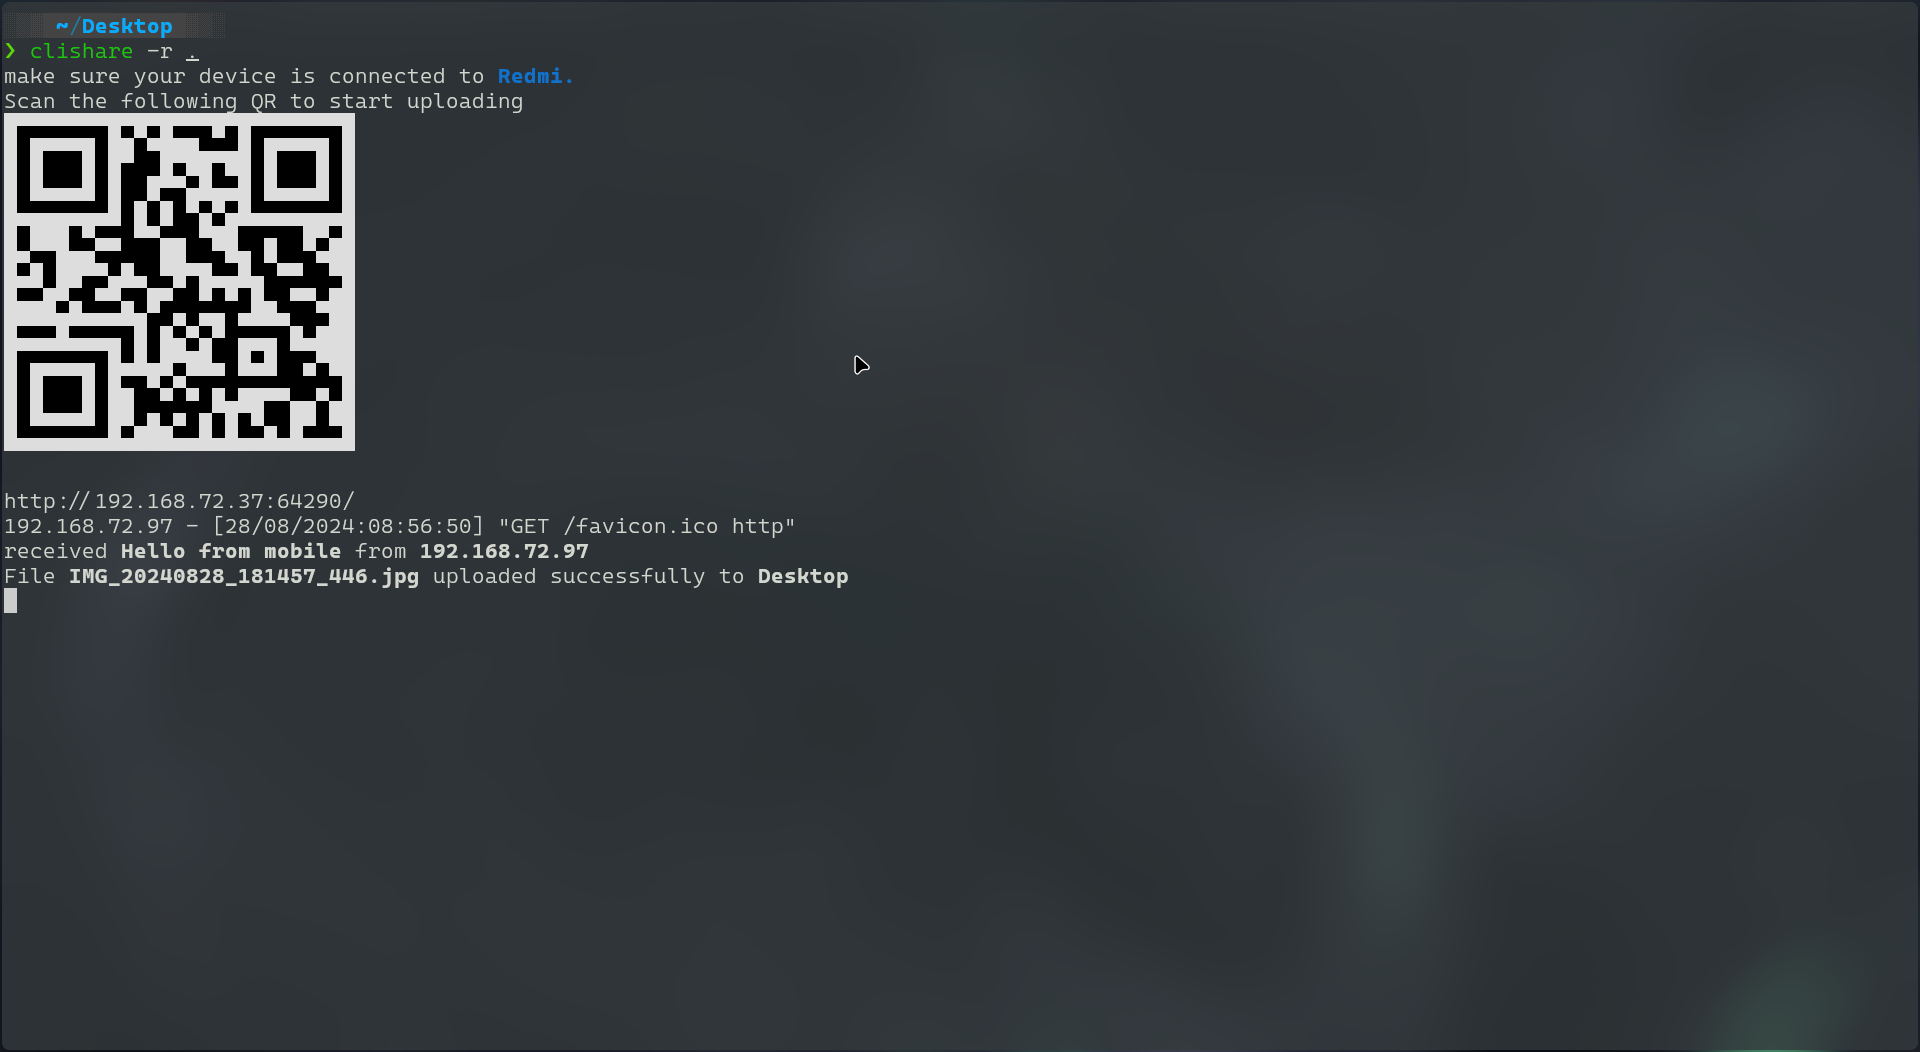 ~/Desktop
❯ clishare -r .
make sure your device is connected to Redmi.
Scan the following QR to start uploading
http://192.168.72.37:64290/
192.168.72.97 - [28/08/2024:08:56:50] "GET /favicon.ico http"
received Hello from mobile from 192.168.72.97
File IMG_20240828_181457_446.jpg uploaded successfully to Desktop